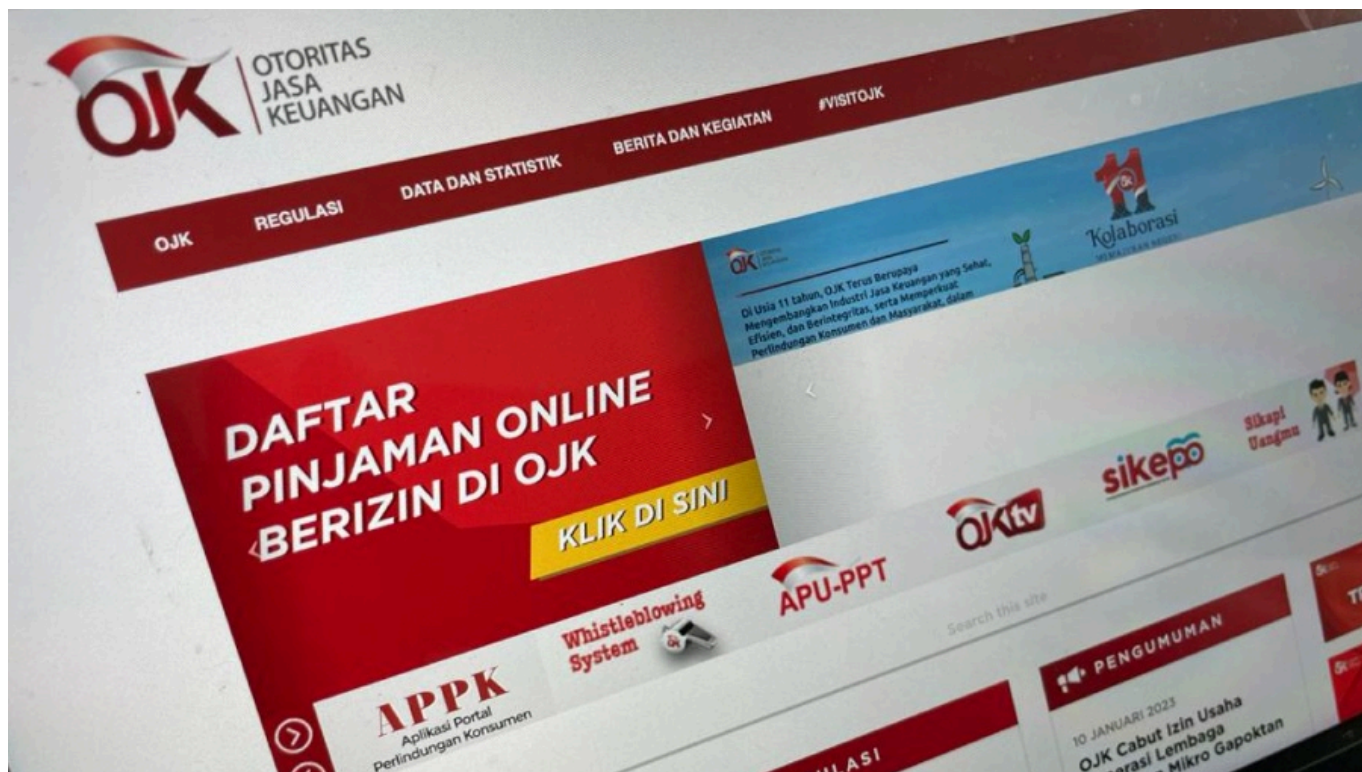 OJK
OTORITAS
JASA
KEUANGAN
OJK
REGULASI
DATA DAN STATISTIK
BERITA DAN KEGIATAN
#VISITOJK
DAFTAR
PINJAMAN ONLINE
BERIZIN DI OJK
KLIK DI SINI
OJK
Di Usia 11 tahun, OJK Terus Berupaya
Mengembangkan Industri Jasa Keuangan yang Sehat,
Efisien, dan Berintegritas, serta Memperkuat
Perlindungan Konsumen dan Masyarakat, dalam
11
Kolaborasi
APPK
Aplikasi Portal
Perlindungan Konsumen
Whistleblowing
System
APU-PPT
OJKtv
sikepo
Sikapi
Uangmu
Search this site
PENGUMUMAN
10 JANUARI 2023
OJK Cabut Izin Usaha
Lembaga
Mikro Gapoktan